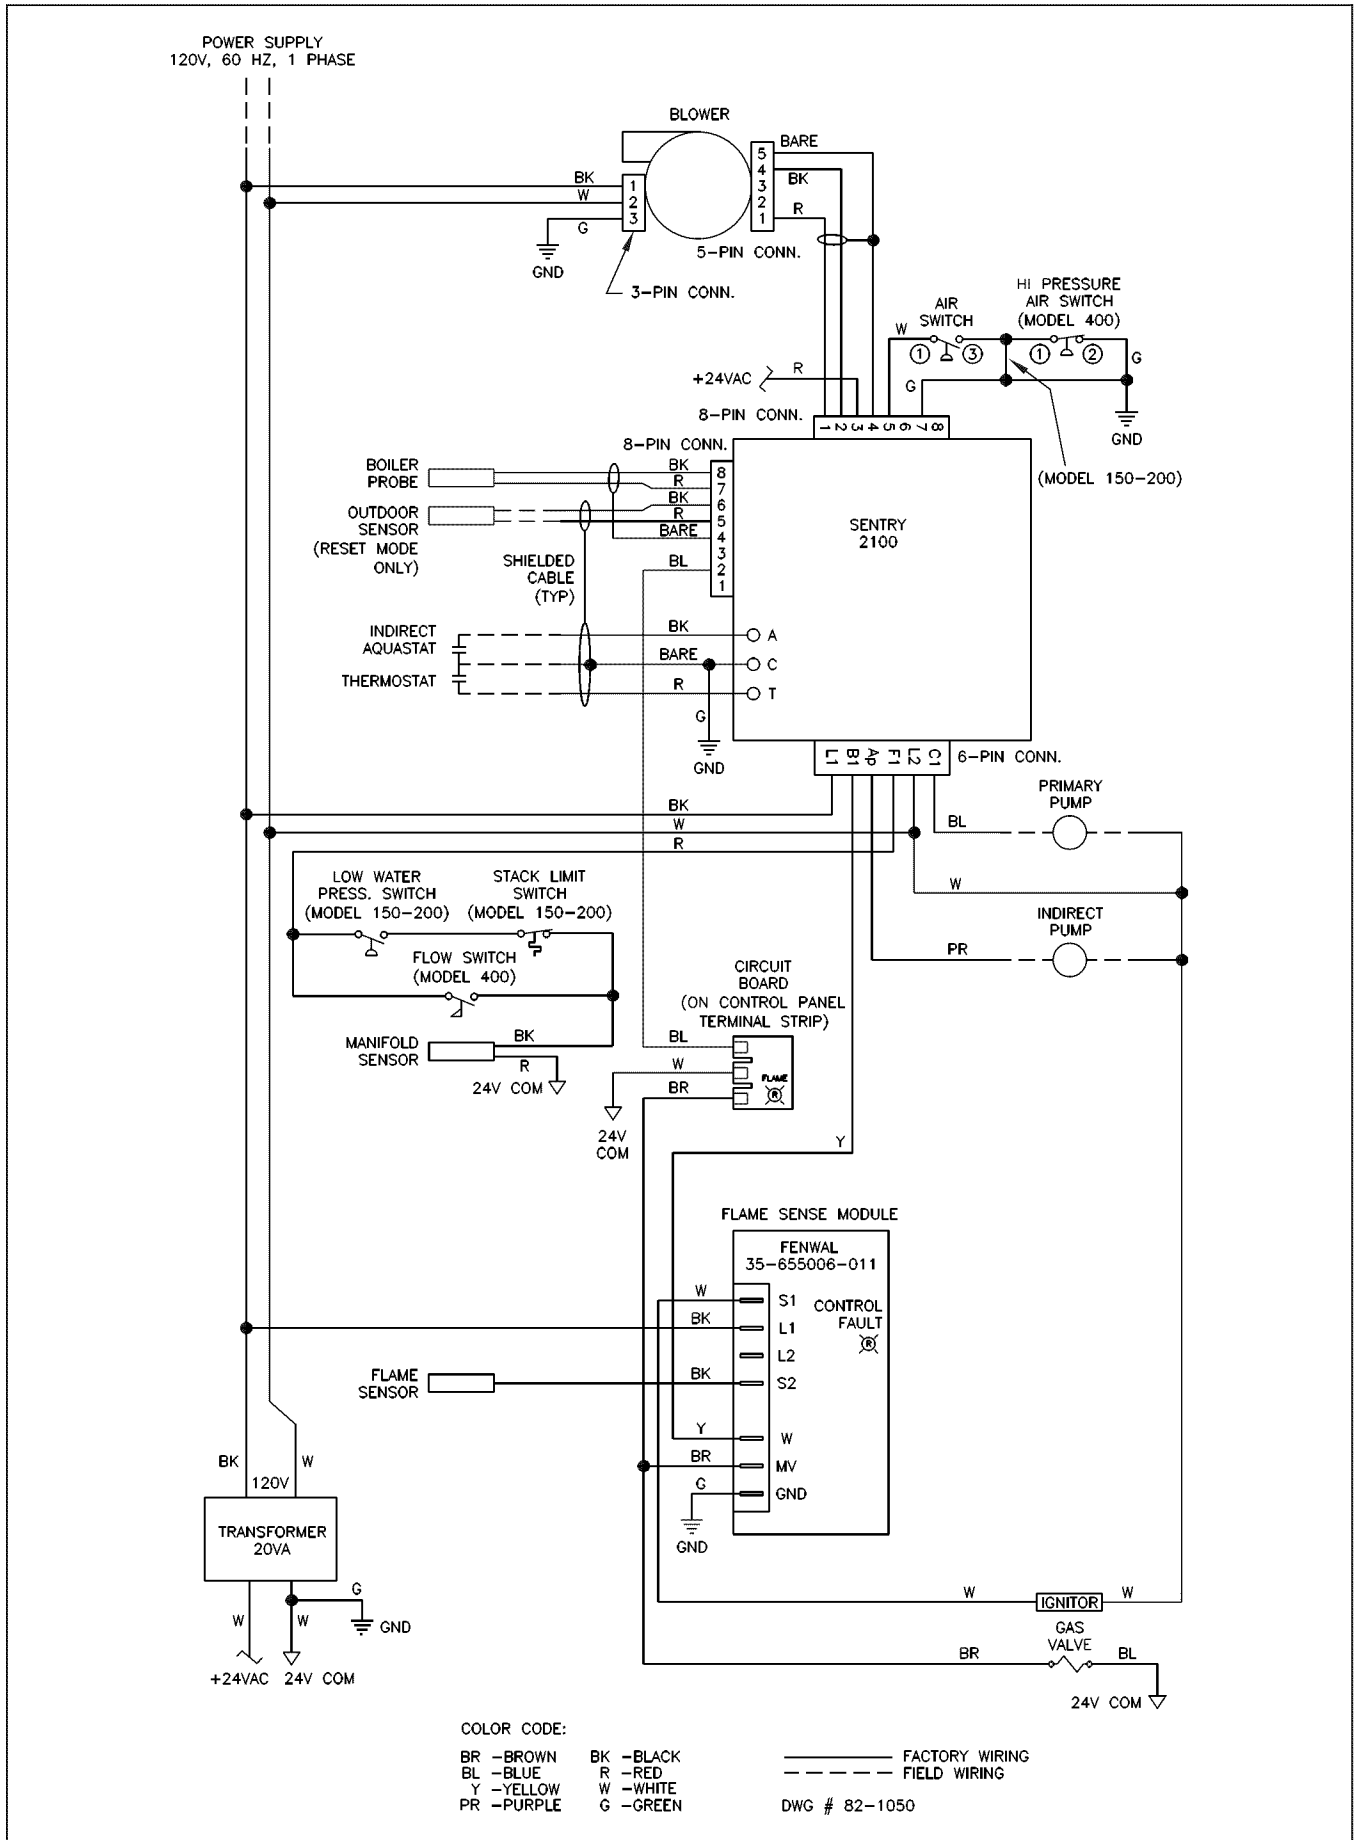 POWER SUPPLY
120V, 60 HZ, 1 PHASE
BLOWER
BARE
5
4
3
2
1
BK
R
BK
W
G
1
2
3
GND
5-PIN CONN.
3-PIN CONN.
HI PRESSURE
AIR SWITCH
(MODEL 400)
AIR
SWITCH
W
1
3
1
2
G
+24VAC
R
G
8-PIN CONN.
1
2
3
4
5
6
7
8
GND
(MODEL 150-200)
8-PIN CONN.
BOILER
PROBE
BK
R
BK
R
BARE
BL
8
7
6
5
4
3
2
1
OUTDOOR
SENSOR
(RESET MODE
ONLY)
SENTRY
2100
SHIELDED
CABLE
(TYP)
INDIRECT
AQUASTAT
BK
A
BARE
C
THERMOSTAT
R
T
G
GND
L1
B1
Ap
F1
L2
C1
6-PIN CONN.
PRIMARY
PUMP
BK
W
R
BL
W
LOW WATER
PRESS. SWITCH
(MODEL 150-200)
STACK LIMIT
SWITCH
(MODEL 150-200)
INDIRECT
PUMP
PR
FLOW SWITCH
(MODEL 400)
CIRCUIT
BOARD
(ON CONTROL PANEL
TERMINAL STRIP)
MANIFOLD
SENSOR
BK
R
24V COM
BL
W
BR
FLAME
R
24V
COM
Y
FLAME SENSE MODULE
FENWAL
35-655006-011
W
S1
CONTROL
FAULT
R
BK
L1
L2
FLAME
SENSOR
BK
S2
Y
W
BR
MV
G
GND
GND
BK
W
120V
TRANSFORMER
20VA
G
W
W
GND
+24VAC
24V COM
W
IGNITOR
W
GAS
VALVE
BR
BL
24V COM
COLOR CODE:
BR -BROWN BK -BLACK
BL -BLUE R -RED
Y -YELLOW W -WHITE
PR -PURPLE G -GREEN
FACTORY WIRING
FIELD WIRING
DWG # 82-1050